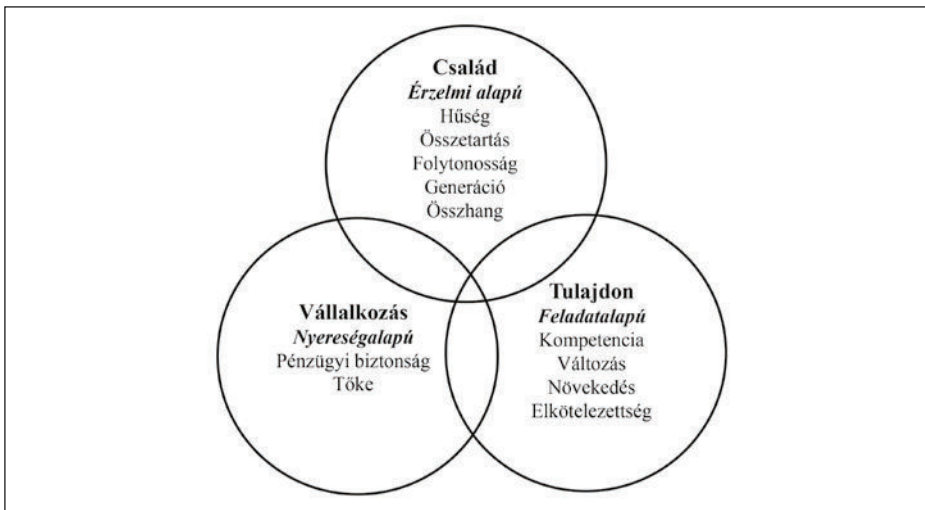 Család
Érzelmi alapú
Hűség
Összetartás
Folytonosság
Generáció
Összhang
Vállalkozás
Nyereségalapú
Pénzügyi biztonság
Tőke
Tulajdon
Feladatalapú
Kompetencia
Változás
Növekedés
Elkötelezettség